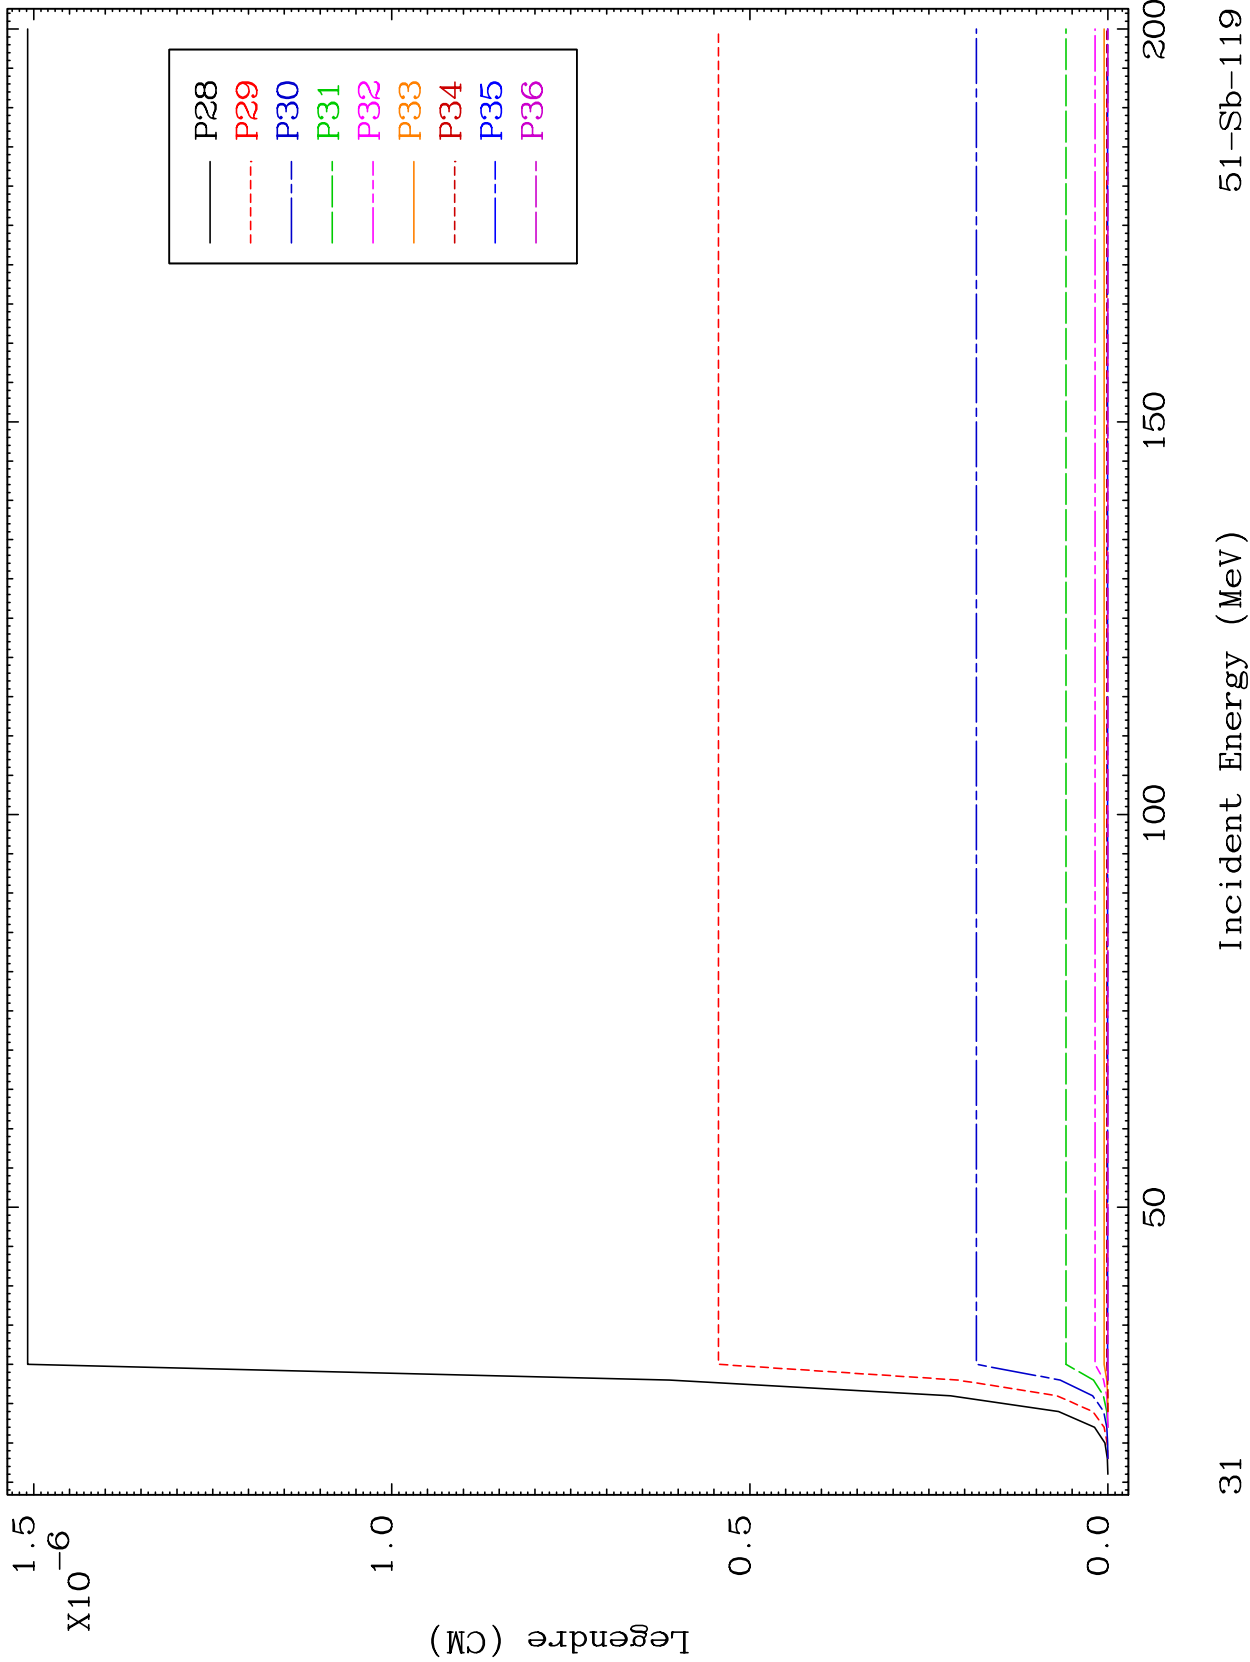 1.5
X10⁻⁶
1.0
0.5
0.0
Legendre (CM)
P28
P29
P30
P31
P32
P33
P34
P35
P36
50
100
150
200
Incident Energy (MeV)
31
51-Sb-119